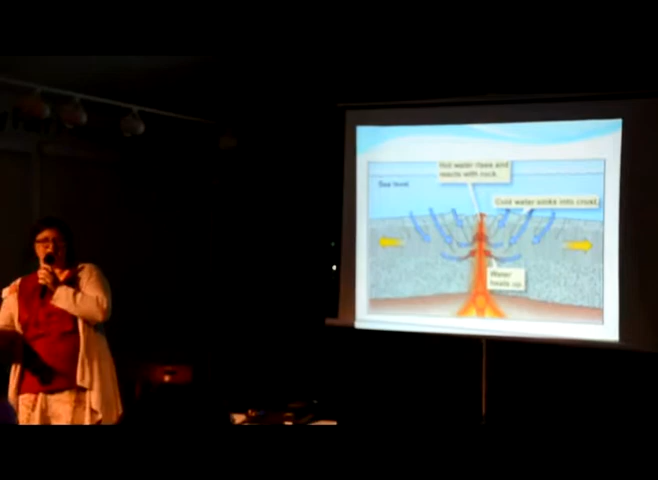 Hot water rises and
reacts with rock.
Sea level
Cold water sinks into crust.
Water
heats up.